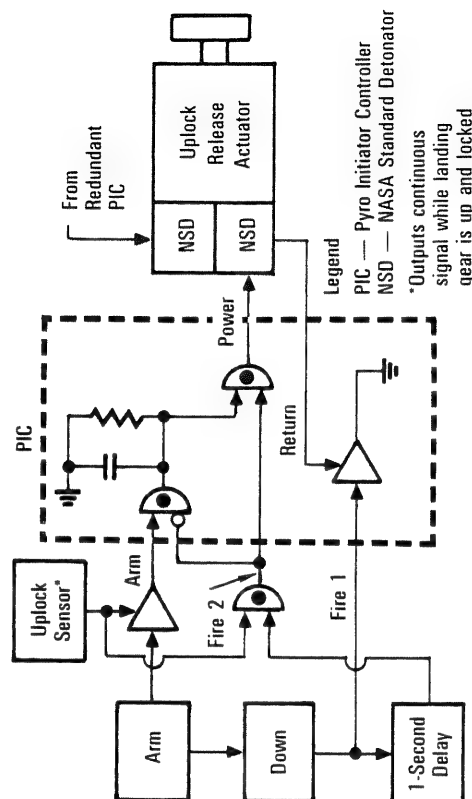 Uplock
Sensor*
Arm
Down
1-Second
Delay
Arm
Fire 2
Fire 1
PIC
Power
Return
From
Redundant
PIC
NSD
NSD
Uplock
Release
Actuator
Legend
PIC — Pyro Initiator Controller
NSD — NASA Standard Detonator
*Outputs continuous
signal while landing
gear is up and locked